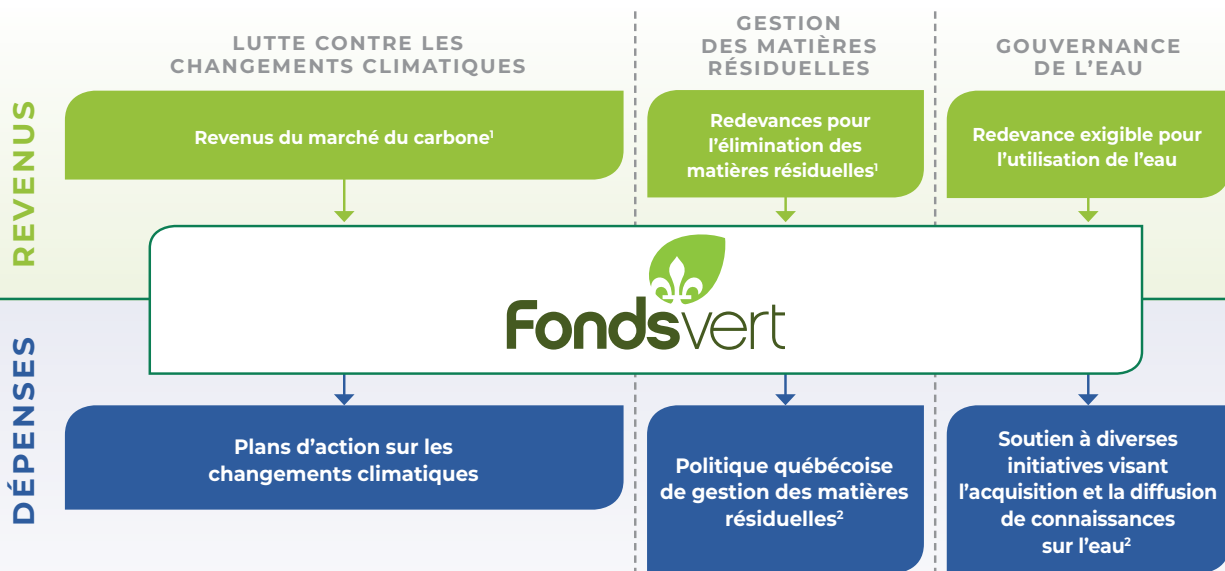 LUTTE CONTRE LES
CHANGEMENTS CLIMATIQUES
GESTION
DES MATIÈRES
RÉSIDUELLES
GOUVERNANCE
DE L'EAU
REVENUS
Revenus du marché du carbone¹
Redevances pour
l'élimination des
matières résiduelles¹
Redevance exigible pour
l'utilisation de l'eau
Fondsvert
DÉPENSES
Plans d'action sur les
changements climatiques
Politique québécoise
de gestion des matières
résiduelles²
Soutien à diverses
initiatives visant
l'acquisition et la diffusion
de connaissances
sur l'eau²